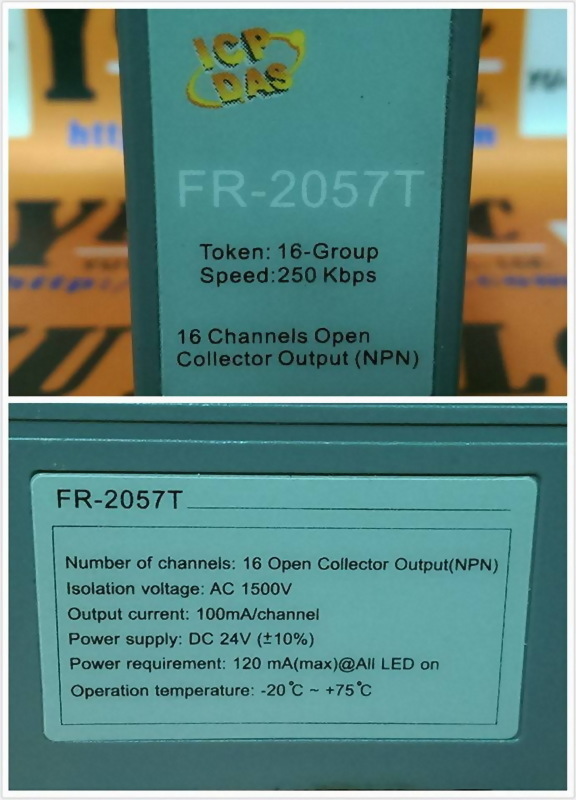 ICP
DAS
FR-2057T
Token: 16-Group
Speed:250 Kbps
16 Channels Open
Collector Output (NPN)
FR-2057T
Number of channels: 16 Open Collector Output(NPN)
Isolation voltage: AC 1500V
Output current: 100mA/channel
Power supply: DC 24V (±10%)
Power requirement: 120 mA(max)@All LED on
Operation temperature: -20℃ ~ +75℃